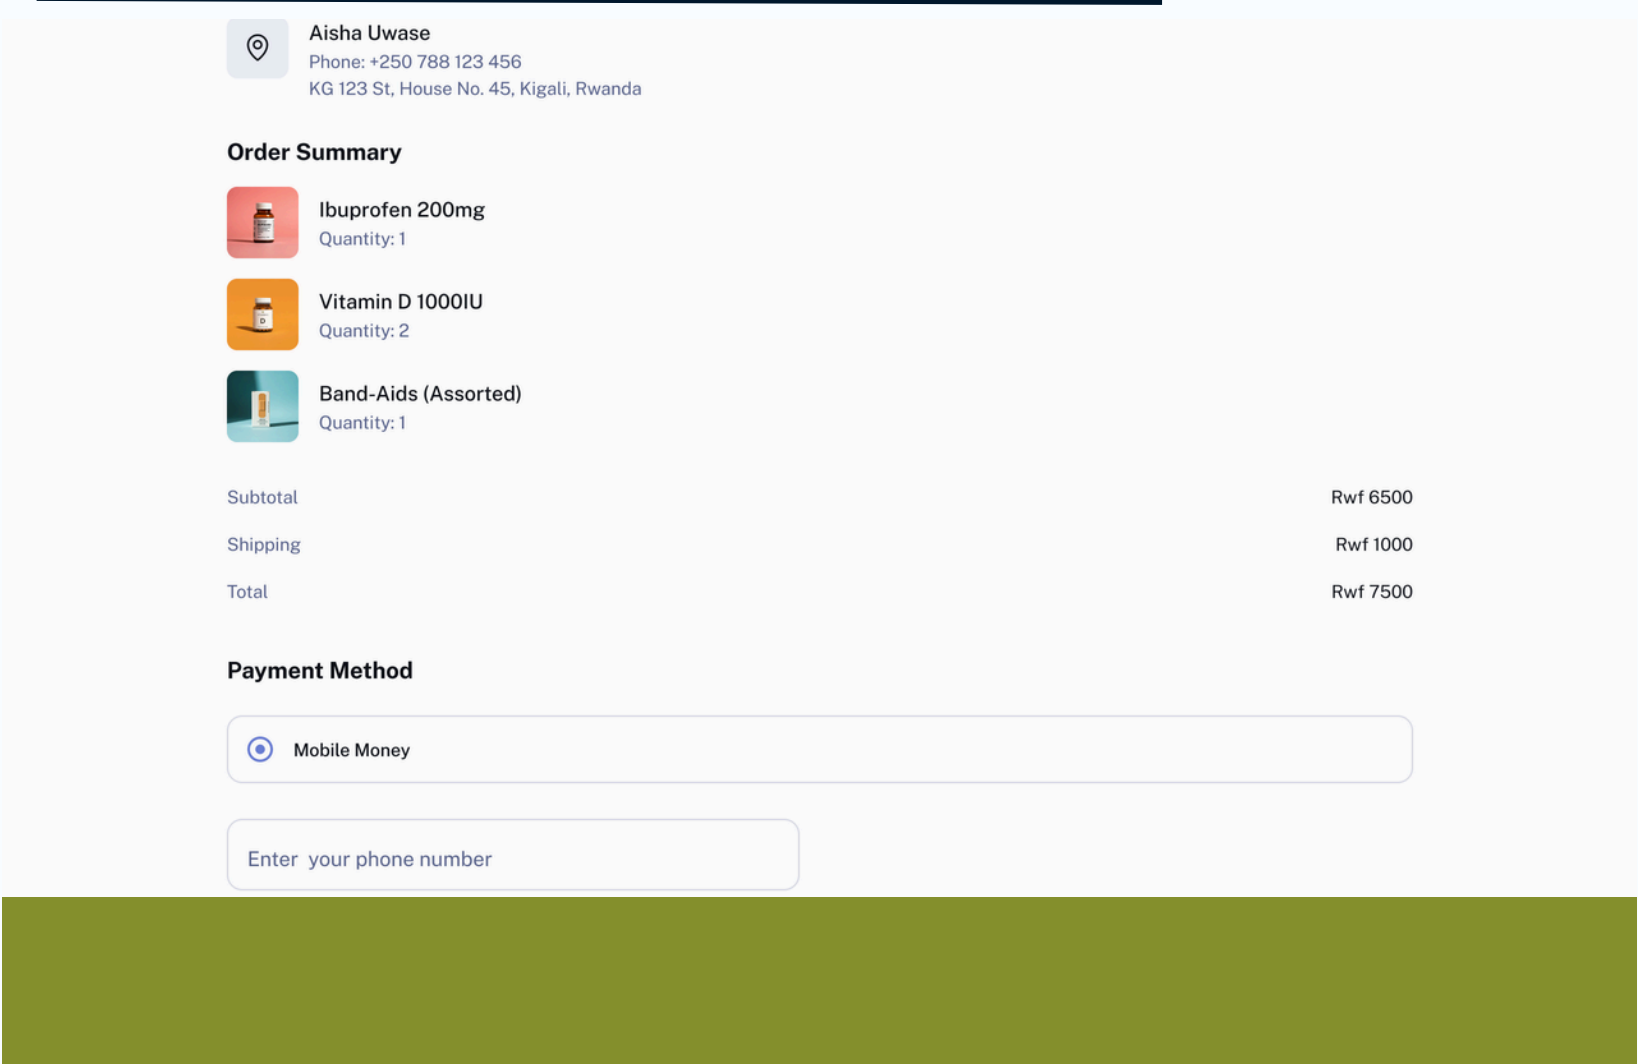 Aisha Uwase
Phone: +250 788 123 456
KG 123 St, House No. 45, Kigali, Rwanda
Order Summary
Ibuprofen 200mg
Quantity: 1
Vitamin D 1000IU
Quantity: 2
D
Band-Aids (Assorted)
Quantity: 1
Subtotal Rwf 6500
Shipping Rwf 1000
Total Rwf 7500
Payment Method
Mobile Money
Enter your phone number